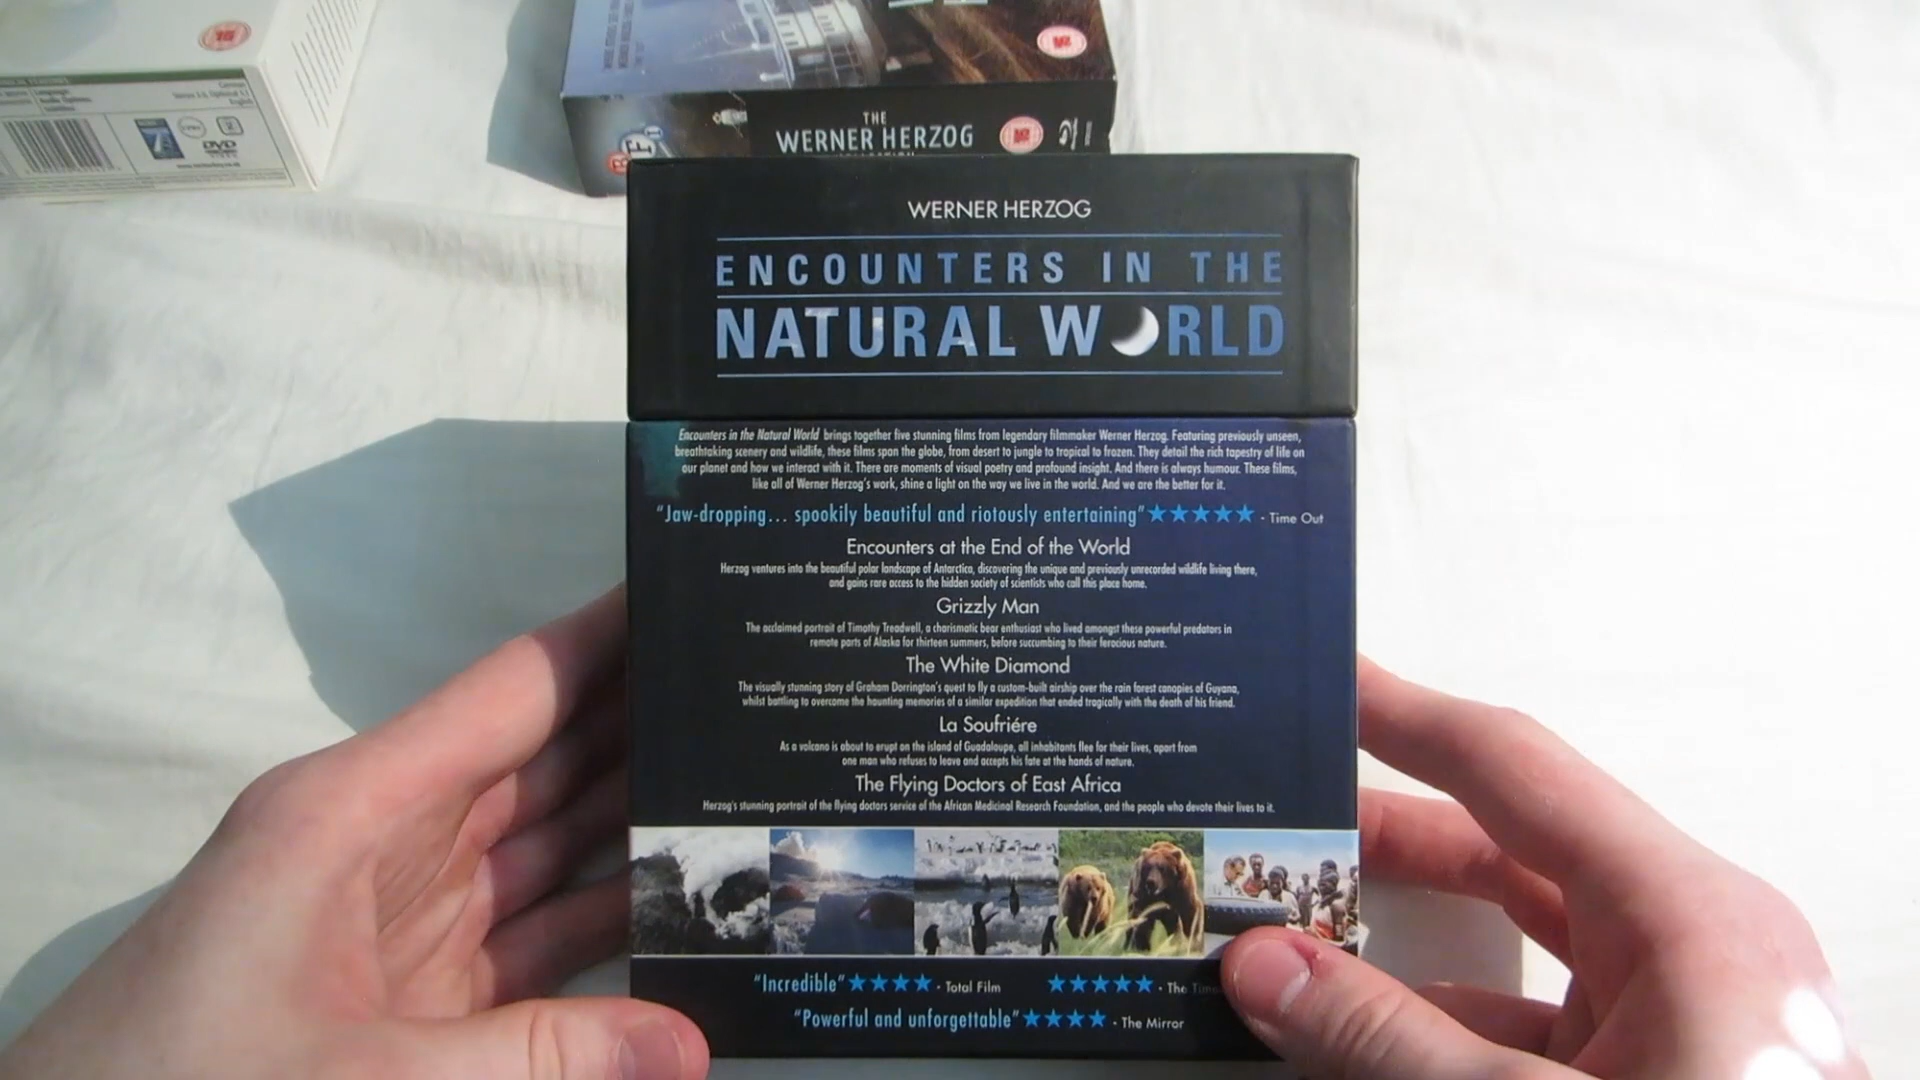 15
Language
Audio Options
Subtitles
German
English
DVD
15
BFI
THE
WERNER HERZOG
15
WERNER HERZOG
ENCOUNTERS IN THE
NATURAL WORLD
Encounters in the Natural World brings together five stunning films from legendary filmmaker Werner Herzog. Featuring previously unseen,
breathtaking scenery and wildlife, these films span the globe, from desert to jungle to tropical to frozen. They detail the rich tapestry of life on
our planet and how we interact with it. There are moments of visual poetry and profound insight. And there is always humour. These films,
like all of Werner Herzog's work, shine a light on the way we live in the world. And we are the better for it.
"Jaw-dropping... spookily beautiful and riotously entertaining" ★★★★★ - Time Out
Encounters at the End of the World
Herzog ventures into the beautiful polar landscape of Antarctica, discovering the unique and previously unrecorded wildlife living there,
and gains rare access to the hidden society of scientists who call this place home.
Grizzly Man
The acclaimed portrait of Timothy Treadwell, a charismatic bear enthusiast who lived amongst these powerful predators in
remote parts of Alaska for thirteen summers, before succumbing to their ferocious nature.
The White Diamond
The visually stunning story of Graham Dorrington's quest to fly a custom-built airship over the rain forest canopies of Guyana,
whilst battling to overcome the haunting memories of a similar expedition that ended tragically with the death of his friend.
La Soufriére
As a volcano is about to erupt on the island of Guadaloupe, all inhabitants flee for their lives, apart from
one man who refuses to leave and accepts his fate at the hands of nature.
The Flying Doctors of East Africa
Herzog's stunning portrait of the flying doctors service of the African Medicinal Research Foundation, and the people who devote their lives to it.
"Incredible" ★★★★ - Total Film ★★★★★ - The Times
"Powerful and unforgettable" ★★★★ - The Mirror